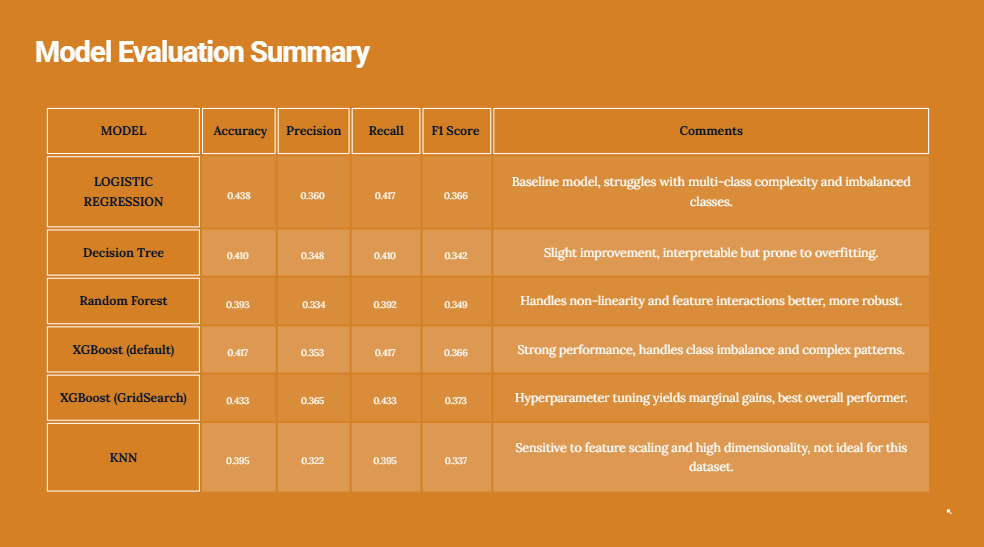 Model Evaluation Summary
MODEL Accuracy Precision Recall F1 Score Comments
LOGISTIC REGRESSION 0.438 0.360 0.417 0.366 Baseline model, struggles with multi-class complexity and imbalanced classes.
Decision Tree 0.410 0.348 0.410 0.342 Slight improvement, interpretable but prone to overfitting.
Random Forest 0.393 0.334 0.392 0.349 Handles non-linearity and feature interactions better, more robust.
XGBoost (default) 0.417 0.353 0.417 0.366 Strong performance, handles class imbalance and complex patterns.
XGBoost (GridSearch) 0.433 0.365 0.433 0.373 Hyperparameter tuning yields marginal gains, best overall performer.
KNN 0.395 0.322 0.395 0.337 Sensitive to feature scaling and high dimensionality, not ideal for this dataset.